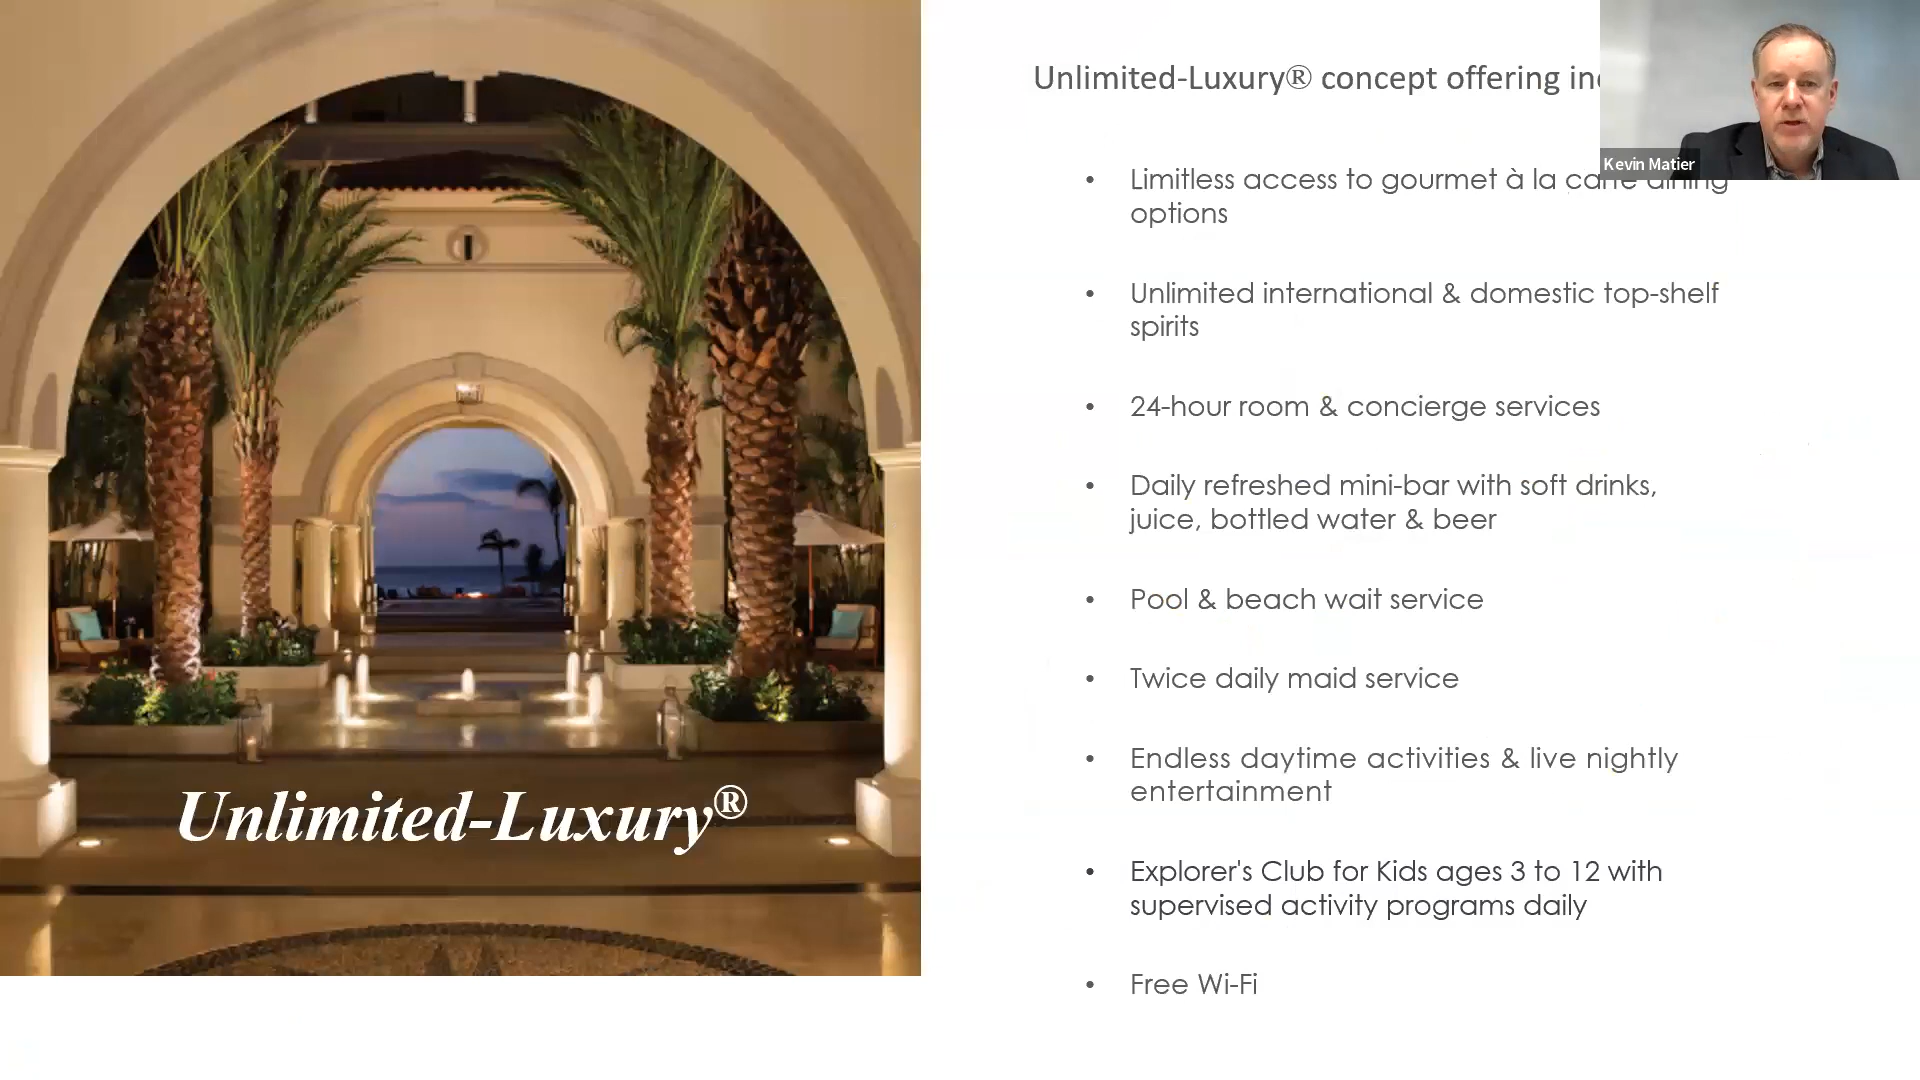 Unlimited-Luxury® concept offering
Kevin Matier
• Limitless access to gourmet à la carte dining
options
• Unlimited international & domestic top-shelf
spirits
• 24-hour room & concierge services
• Daily refreshed mini-bar with soft drinks,
juice, bottled water & beer
• Pool & beach wait service
• Twice daily maid service
• Endless daytime activities & live nightly
entertainment
• Explorer's Club for Kids ages 3 to 12 with
supervised activity programs daily
• Free Wi-Fi
Unlimited-Luxury®